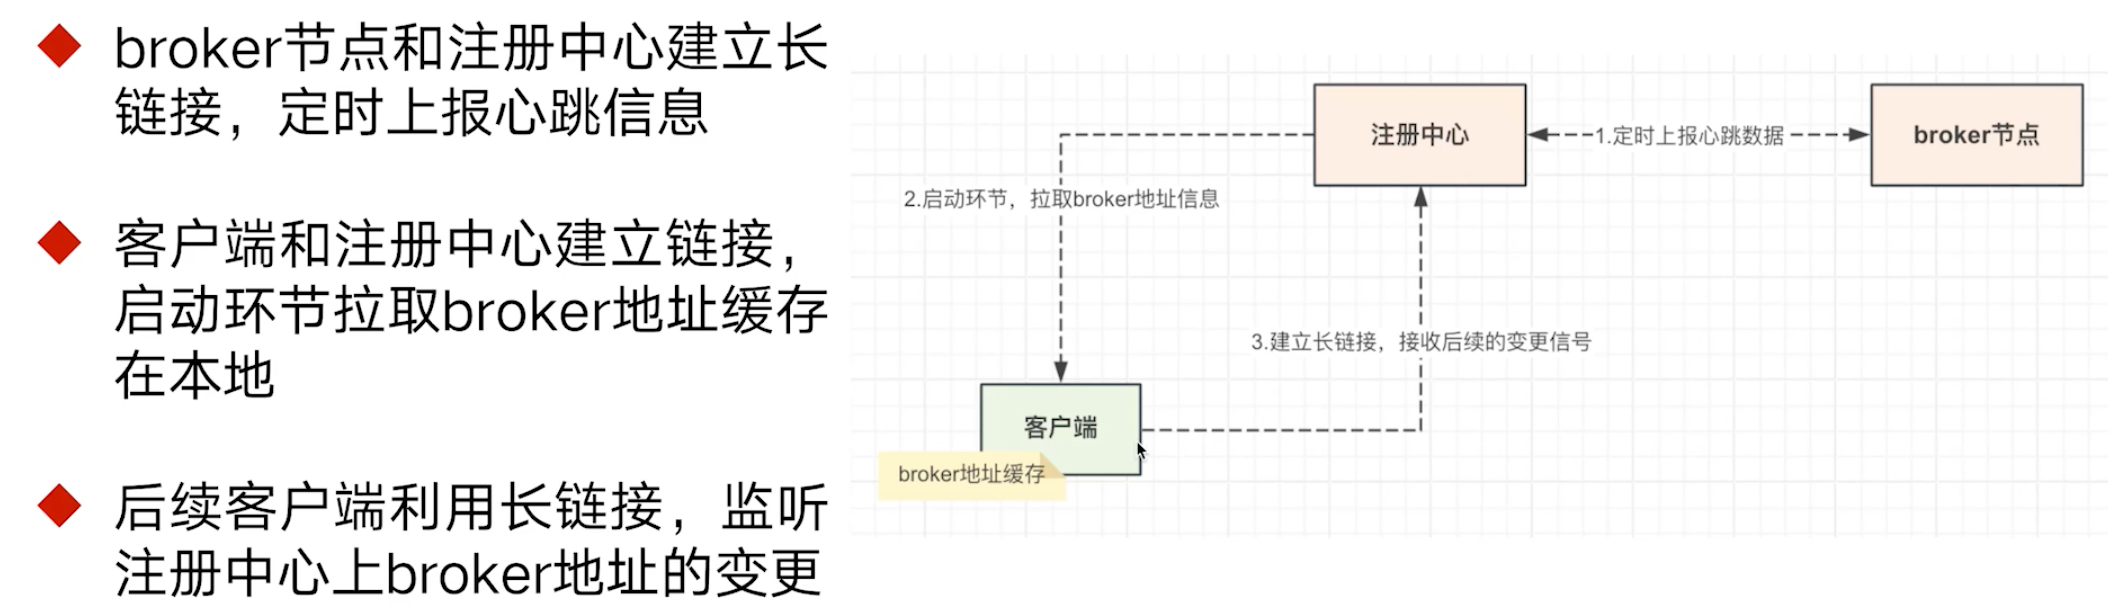 broker节点和注册中心建立长
链接，定时上报心跳信息
客户端和注册中心建立链接，
启动环节拉取broker地址缓存
在本地
后续客户端利用长链接，监听
注册中心上broker地址的变更
注册中心
1.定时上报心跳数据
broker节点
2.启动环节，拉取broker地址信息
3.建立长链接，接收后续的变更信号
客户端
broker地址缓存